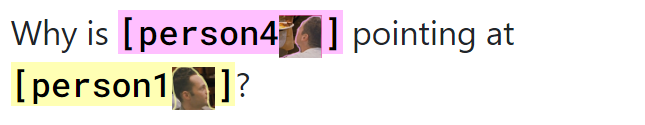 Why is [person4 ] pointing at
[person1 ]?